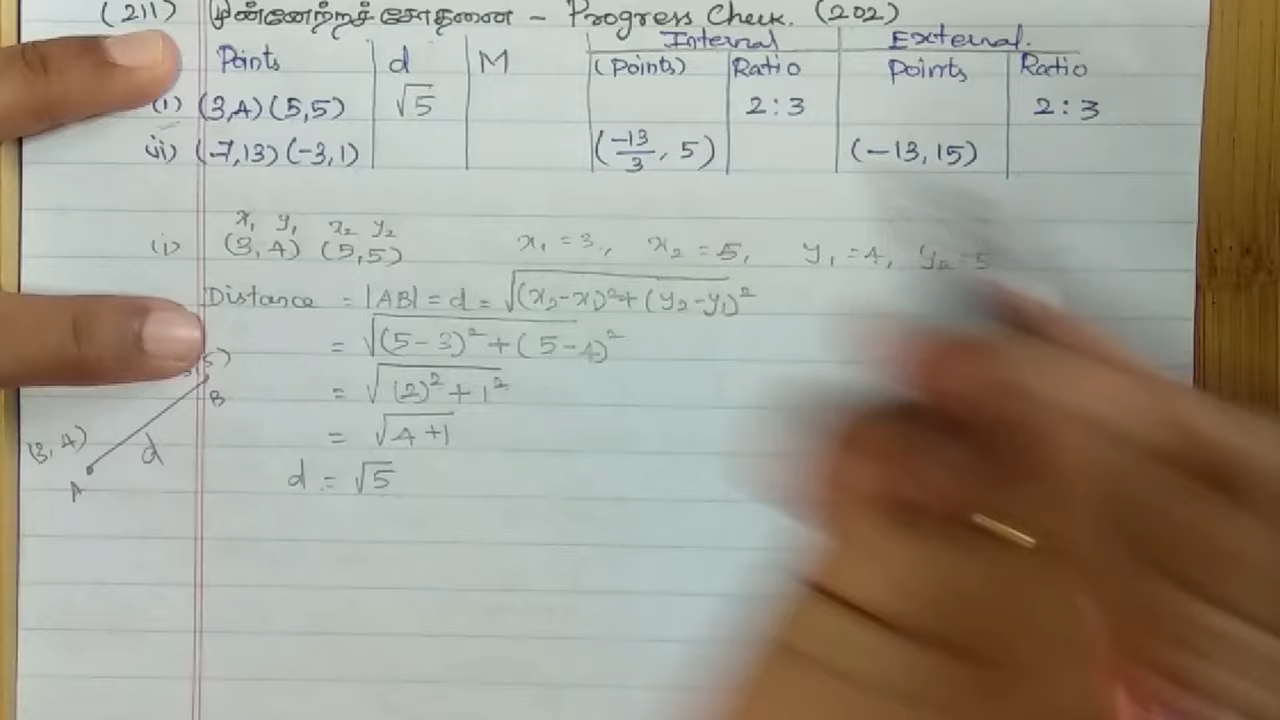 (211) முன்னேற்றச் சோதனை - Progress Check. (202)
Internal External.
Points d M (Points) Ratio Points Ratio
(i) (3,4) (5,5) √5 2:3 2:3
(ii) (-7,13) (-3,1) (-13/3, 5) (-13, 15)
x₁ y₁ x₂ y₂
(i) (3,4) (5,5) x₁ = 3, x₂ = 5, y₁ = 4, y₂ = 5
Distance = |AB| = d = √(x₂-x₁)²+(y₂-y₁)²
= √(5-3)²+(5-4)²
= √(2)²+1²
= √4+1
d = √5
5)
B
(3,4)
d
A